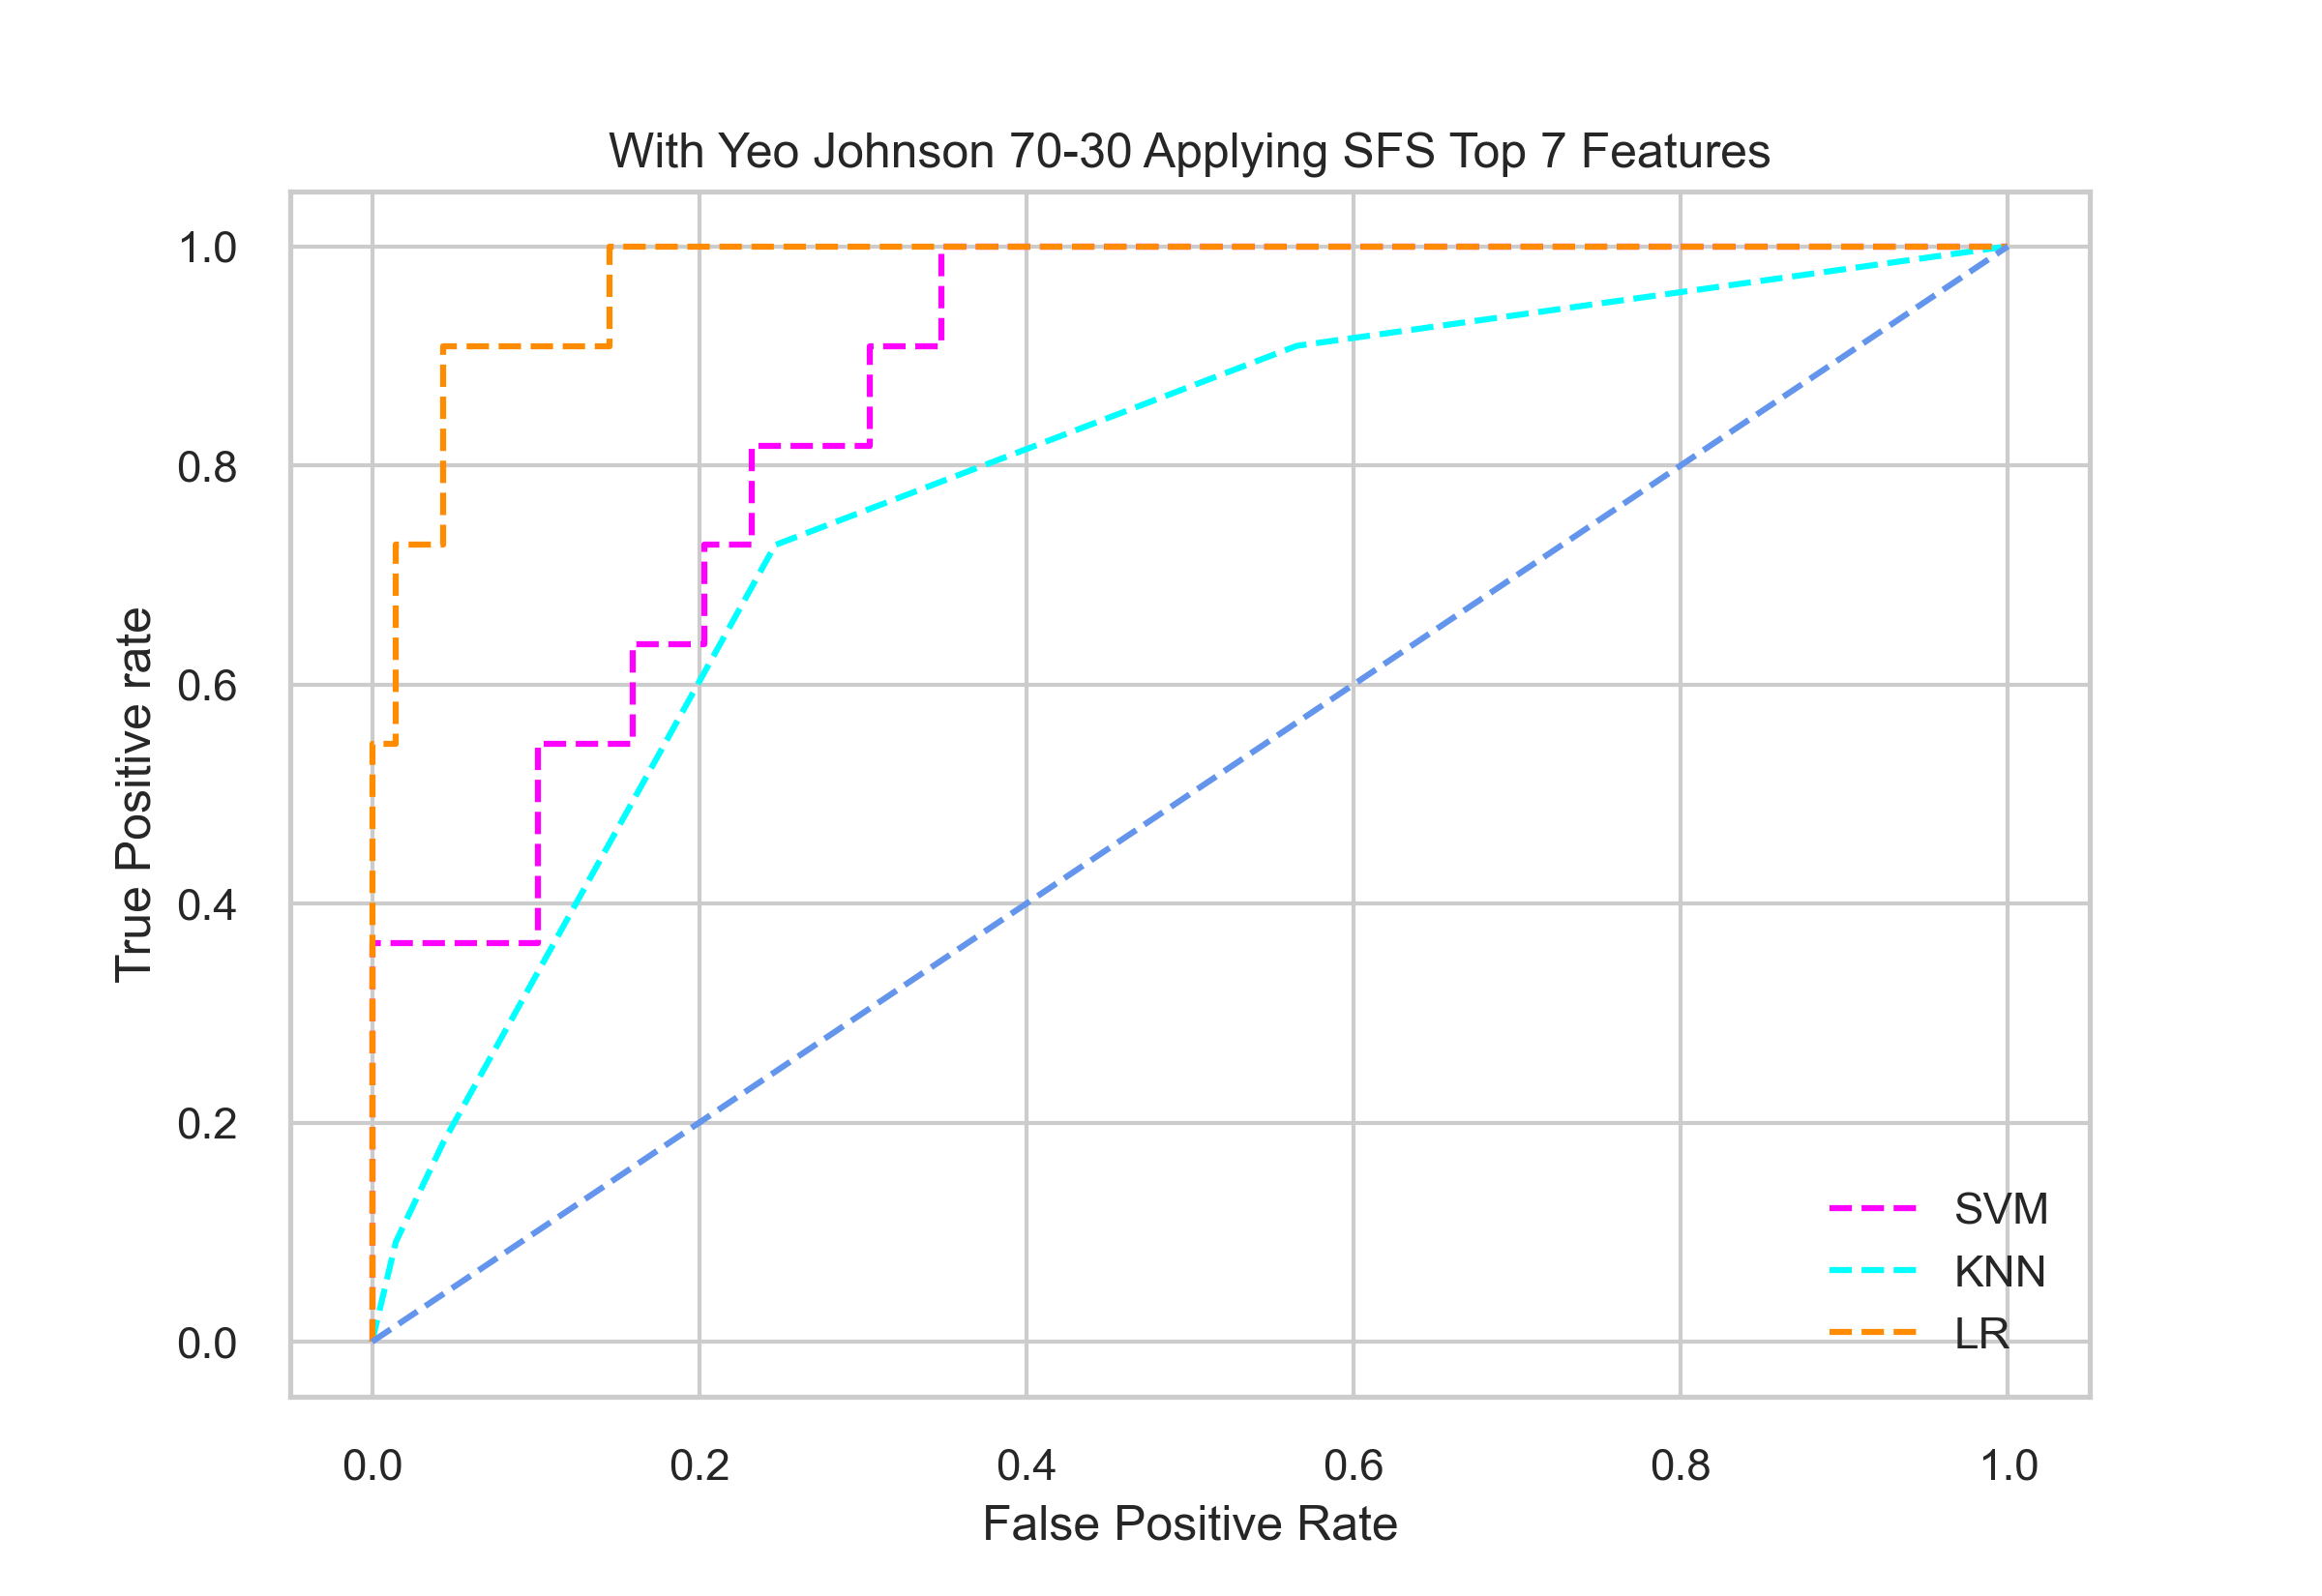 With Yeo Johnson 70-30 Applying SFS Top 7 Features
1.0
0.8
0.6
0.4
0.2
0.0
True Positive rate
SVM
KNN
LR
0.0 0.2 0.4 0.6 0.8 1.0
False Positive Rate